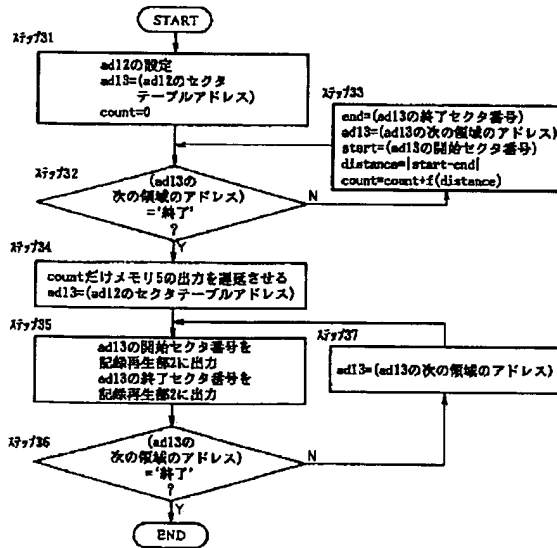 START
ステップ31
ad12の設定
ad13=(ad12のセクタ
テーブルアドレス)
count=0
ステップ33
end=(ad13の終了セクタ番号)
ad13=(ad13の次の領域のアドレス)
start=(ad13の開始セクタ番号)
distance=|start-end|
count=count+f(distance)
ステップ32
(ad13の
次の領域のアドレス)
='終了'
?
N
Y
ステップ34
countだけメモリ5の出力を遅延させる
ad13=(ad12のセクタテーブルアドレス)
ステップ35
ad13の開始セクタ番号を
記録再生部2に出力
ad13の終了セクタ番号を
記録再生部2に出力
ステップ37
ad13=(ad13の次の領域のアドレス)
ステップ36
(ad13の
次の領域のアドレス)
='終了'
?
N
Y
END